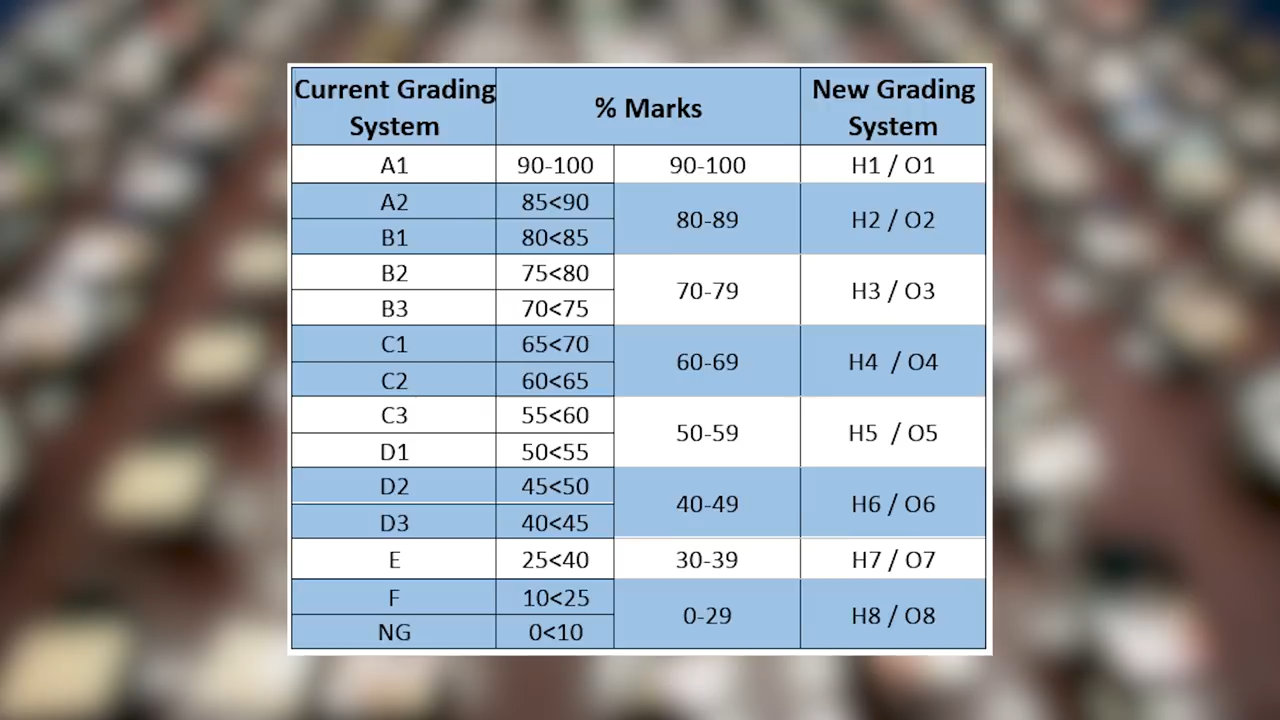 Current Grading System % Marks New Grading System
A1 90-100 90-100 H1 / O1
A2 85<90 80-89 H2 / O2
B1 80<85
B2 75<80 70-79 H3 / O3
B3 70<75
C1 65<70 60-69 H4 / O4
C2 60<65
C3 55<60 50-59 H5 / O5
D1 50<55
D2 45<50 40-49 H6 / O6
D3 40<45
E 25<40 30-39 H7 / O7
F 10<25 0-29 H8 / O8
NG 0<10